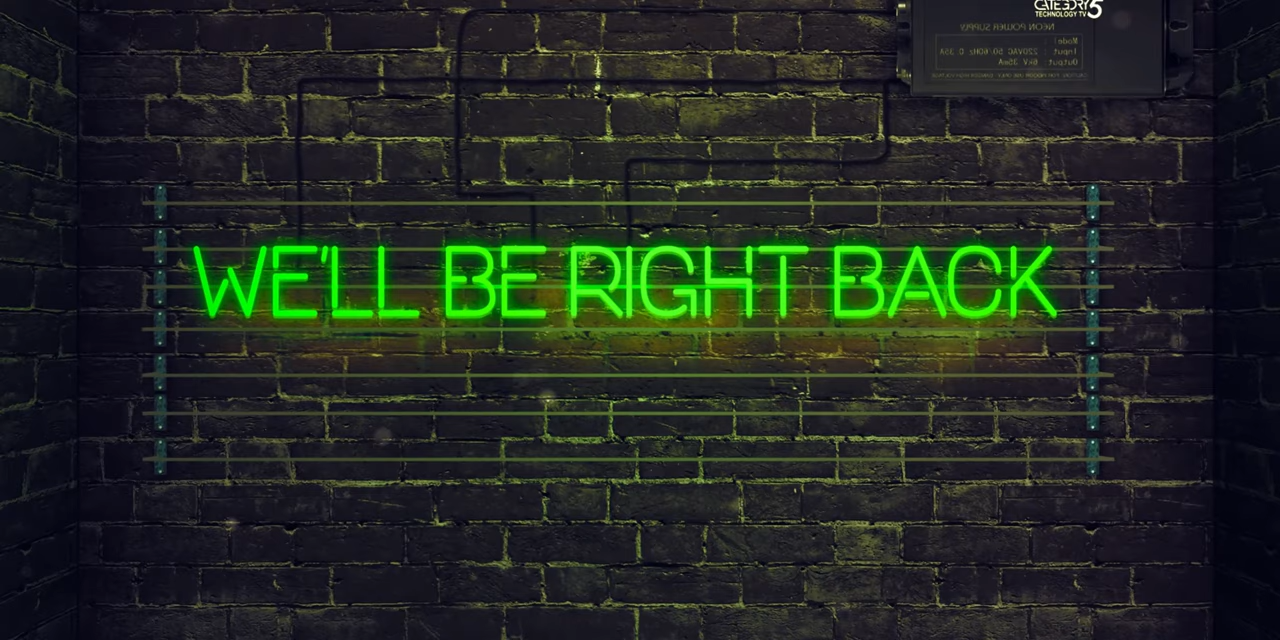 CATEGORY5
TECHNOLOGY TV
NEON POWER SUPPLY
Model :
Input : 220VAC 50/60Hz 0.35A
Output : 6kV 35mA
WE'LL BE RIGHT BACK